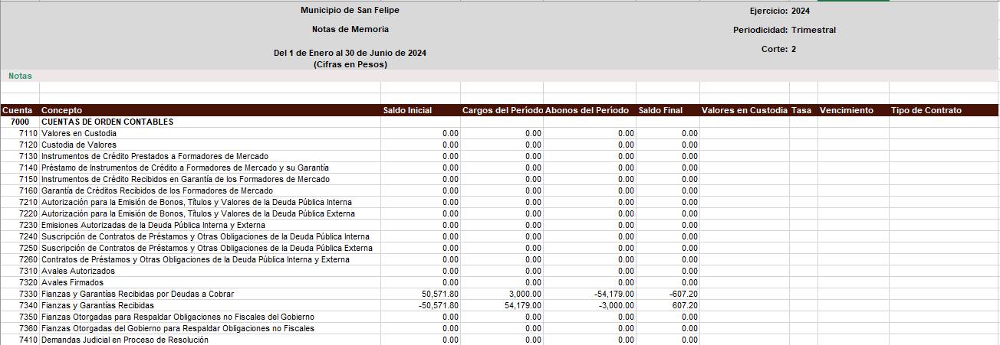 Municipio de San Felipe Ejercicio: 2024
Notas de Memoria Periodicidad: Trimestral
Del 1 de Enero al 30 de Junio de 2024 Corte: 2
(Cifras en Pesos)
Notas
Cuenta Concepto Saldo Inicial Cargos del Período Abonos del Período Saldo Final Valores en Custodia Tasa Vencimiento Tipo de Contrato
7000 CUENTAS DE ORDEN CONTABLES
7110 Valores en Custodia 0.00 0.00 0.00 0.00
7120 Custodia de Valores 0.00 0.00 0.00 0.00
7130 Instrumentos de Crédito Prestados a Formadores de Mercado 0.00 0.00 0.00 0.00
7140 Préstamo de Instrumentos de Crédito a Formadores de Mercado y su Garantía 0.00 0.00 0.00 0.00
7150 Instrumentos de Crédito Recibidos en Garantía de los Formadores de Mercado 0.00 0.00 0.00 0.00
7160 Garantía de Créditos Recibidos de los Formadores de Mercado 0.00 0.00 0.00 0.00
7210 Autorización para la Emisión de Bonos, Títulos y Valores de la Deuda Pública Interna 0.00 0.00 0.00 0.00
7220 Autorización para la Emisión de Bonos, Títulos y Valores de la Deuda Pública Externa 0.00 0.00 0.00 0.00
7230 Emisiones Autorizadas de la Deuda Pública Interna y Externa 0.00 0.00 0.00 0.00
7240 Suscripción de Contratos de Préstamos y Otras Obligaciones de la Deuda Pública Interna 0.00 0.00 0.00 0.00
7250 Suscripción de Contratos de Préstamos y Otras Obligaciones de la Deuda Pública Externa 0.00 0.00 0.00 0.00
7260 Contratos de Préstamos y Otras Obligaciones de la Deuda Pública Interna y Externa 0.00 0.00 0.00 0.00
7310 Avales Autorizados 0.00 0.00 0.00 0.00
7320 Avales Firmados 0.00 0.00 0.00 0.00
7330 Fianzas y Garantías Recibidas por Deudas a Cobrar 50,571.80 3,000.00 -54,179.00 -607.20
7340 Fianzas y Garantías Recibidas -50,571.80 54,179.00 -3,000.00 607.20
7350 Fianzas Otorgadas para Respaldar Obligaciones no Fiscales del Gobierno 0.00 0.00 0.00 0.00
7360 Fianzas Otorgadas del Gobierno para Respaldar Obligaciones no Fiscales 0.00 0.00 0.00 0.00
7410 Demandas Judicial en Proceso de Resolución 0.00 0.00 0.00 0.00